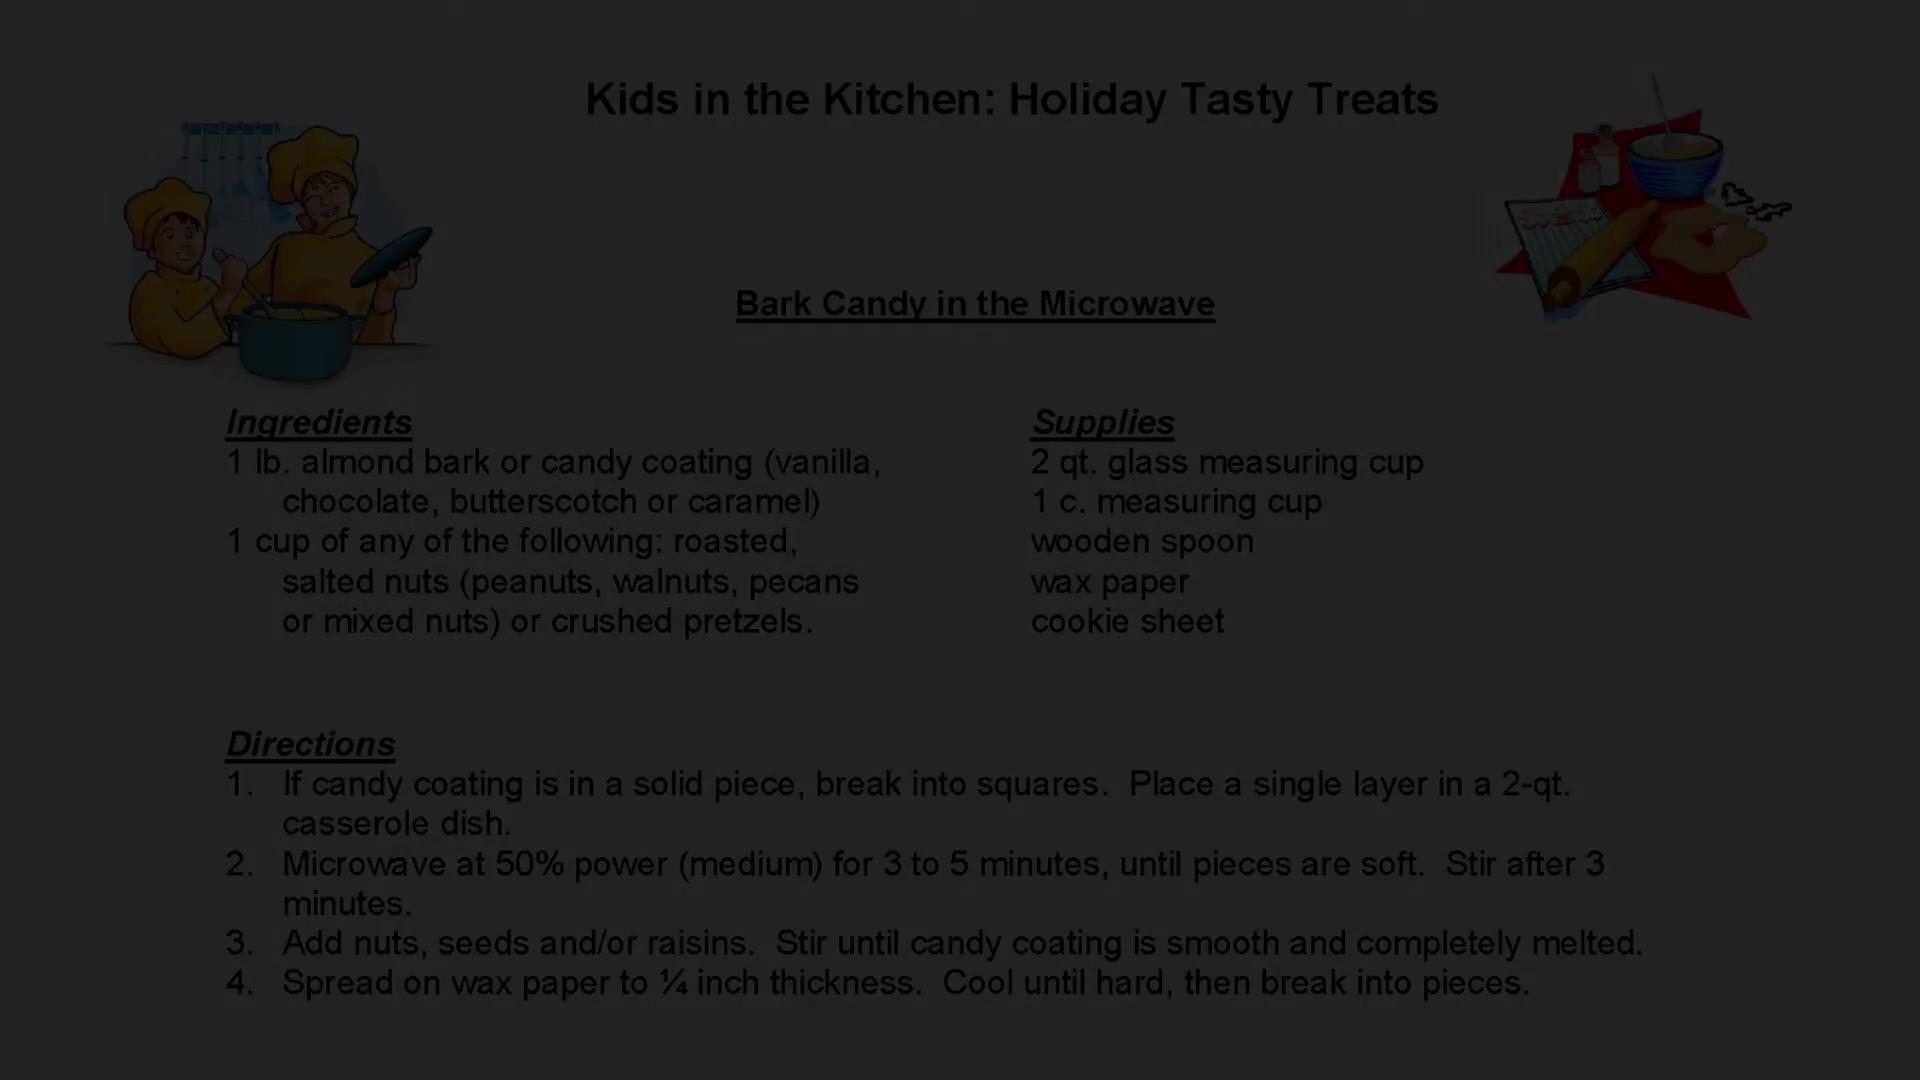 Kids in the Kitchen: Holiday Tasty Treats
Bark Candy in the Microwave
Ingredients
1 lb. almond bark or candy coating (vanilla,
chocolate, butterscotch or caramel)
1 cup of any of the following: roasted,
salted nuts (peanuts, walnuts, pecans
or mixed nuts) or crushed pretzels.
Supplies
2 qt. glass measuring cup
1 c. measuring cup
wooden spoon
wax paper
cookie sheet
Directions
1. If candy coating is in a solid piece, break into squares. Place a single layer in a 2-qt.
casserole dish.
2. Microwave at 50% power (medium) for 3 to 5 minutes, until pieces are soft. Stir after 3
minutes.
3. Add nuts, seeds and/or raisins. Stir until candy coating is smooth and completely melted.
4. Spread on wax paper to ¼ inch thickness. Cool until hard, then break into pieces.